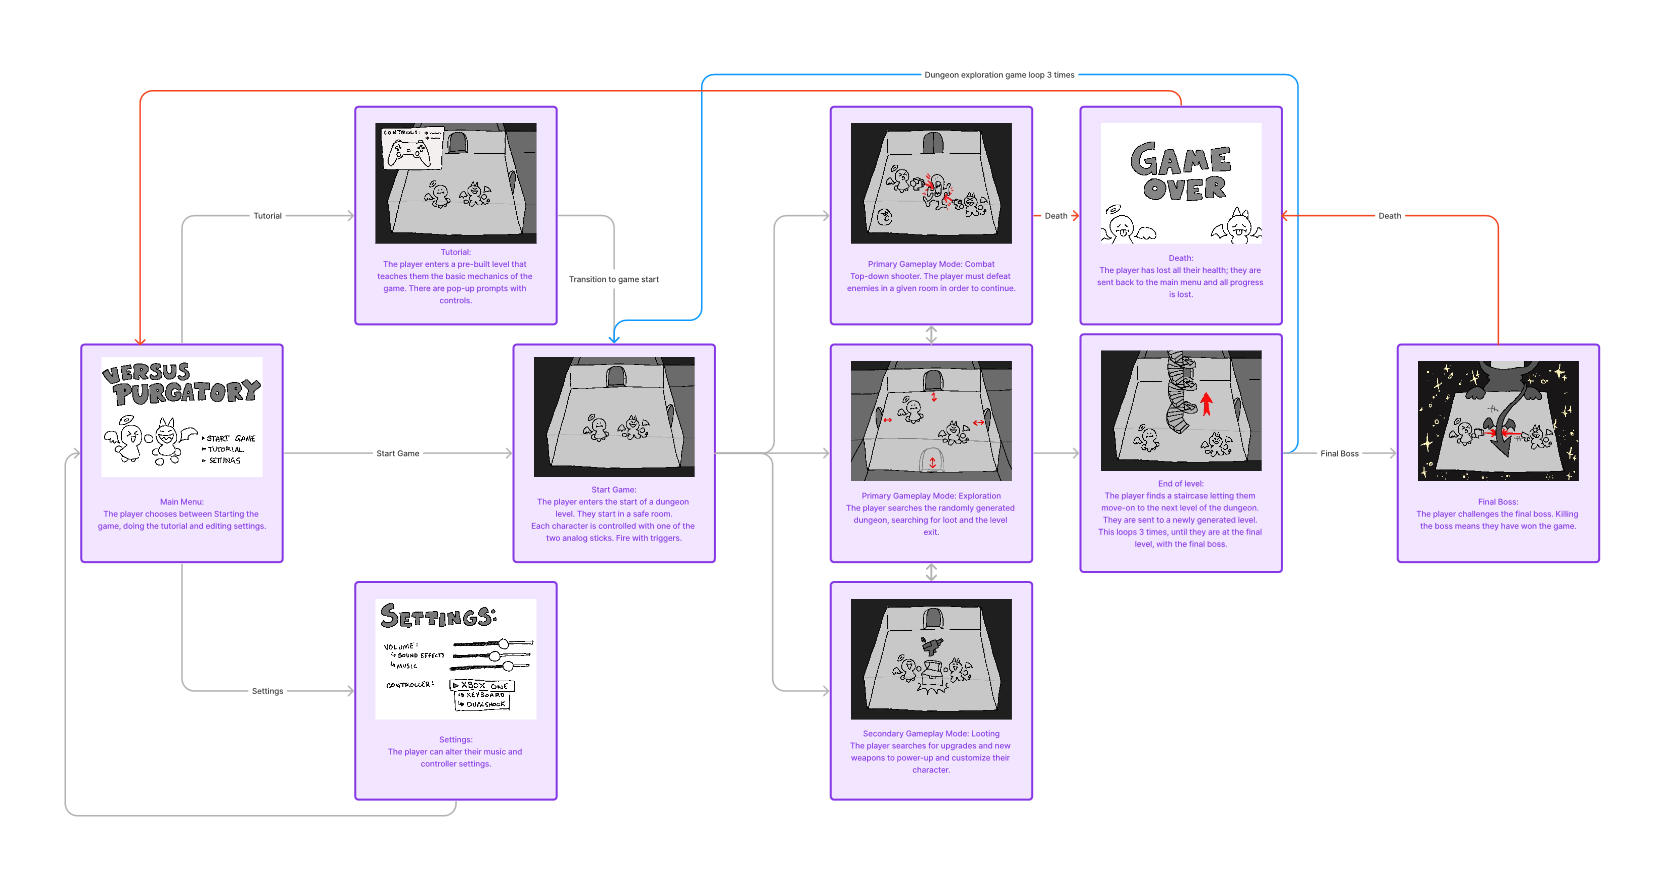 Dungeon exploration game loop 3 times
CONTROLS:
Tutorial
Tutorial:
The player enters a pre-built level that
teaches them the basic mechanics of the
game. There are pop-up prompts with
controls.
Transition to game start
Primary Gameplay Mode: Combat
Top-down shooter. The player must defeat
enemies in a given room in order to continue.
Death
GAME
OVER
Death:
The player has lost all their health; they are
sent back to the main menu and all progress
is lost.
Death
VERSUS
PURGATORY
START GAME
TUTORIAL
SETTINGS
Main Menu:
The player chooses between Starting the
game, doing the tutorial and editing settings.
Start Game
Start Game:
The player enters the start of a dungeon
level. They start in a safe room.
Each character is controlled with one of the
two analog sticks. Fire with triggers.
Primary Gameplay Mode: Exploration
The player searches the randomly generated
dungeon, searching for loot and the level
exit.
End of level:
The player finds a staircase letting them
move-on to the next level of the dungeon.
They are sent to a newly generated level.
This loops 3 times, until they are at the final
level, with the final boss.
Final Boss
Final Boss:
The player challenges the final boss. Killing
the boss means they have won the game.
Settings
SETTINGS:
VOLUME:
SOUND EFFECTS
MUSIC
CONTROLLER:
XBOX ONE
KEYBOARD
DUALSHOCK
Settings:
The player can alter their music and
controller settings.
Secondary Gameplay Mode: Looting
The player searches for upgrades and new
weapons to power-up and customize their
character.